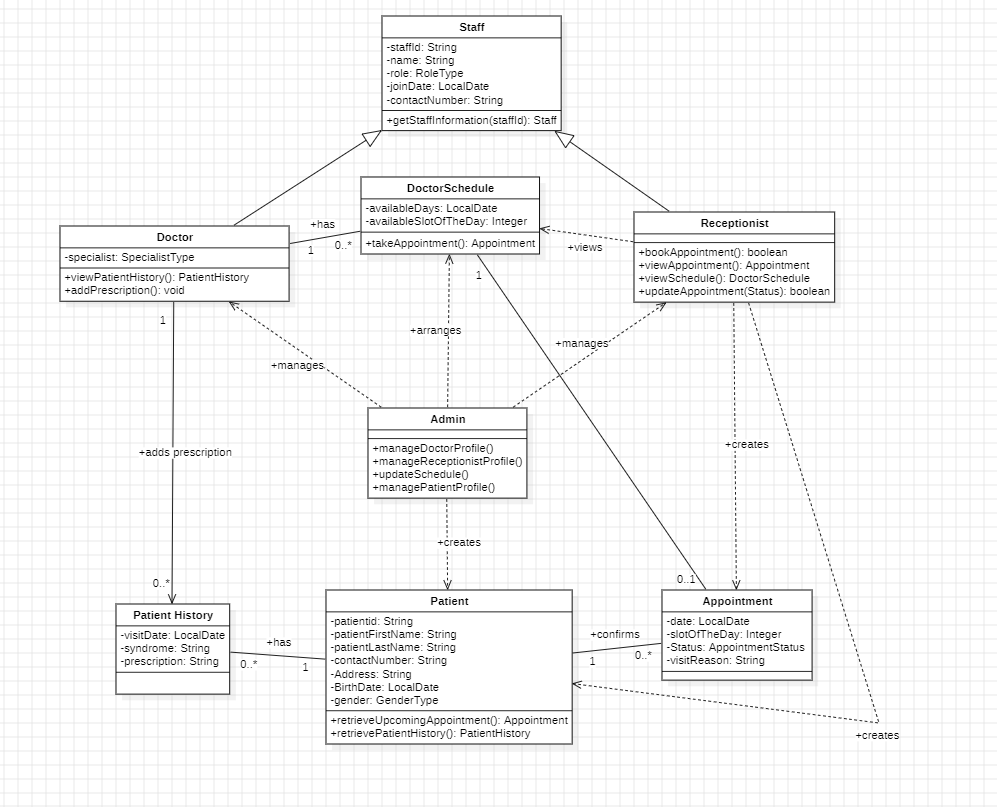 Staff
-staffId: String
-name: String
-role: RoleType
-joinDate: LocalDate
-contactNumber: String
+getStaffInformation(staffId): Staff
DoctorSchedule
-availableDays: LocalDate
-availableSlotOfTheDay: Integer
+takeAppointment(): Appointment
Doctor
-specialist: SpecialistType
+viewPatientHistory(): PatientHistory
+addPrescription(): void
+has
1
0..*
Receptionist
+bookAppointment(): boolean
+viewAppointment(): Appointment
+viewSchedule(): DoctorSchedule
+updateAppointment(Status): boolean
+views
1
1
+arranges
+manages
+manages
Admin
+manageDoctorProfile()
+manageReceptionistProfile()
+updateSchedule()
+managePatientProfile()
+adds prescription
+creates
+creates
0..*
0..1
Patient History
-visitDate: LocalDate
-syndrome: String
-prescription: String
+has
0..*
1
Patient
-patientid: String
-patientFirstName: String
-patientLastName: String
-contactNumber: String
-Address: String
-BirthDate: LocalDate
-gender: GenderType
+retrieveUpcomingAppointment(): Appointment
+retrievePatientHistory(): PatientHistory
+confirms
1
0..*
Appointment
-date: LocalDate
-slotOfTheDay: Integer
-Status: AppointmentStatus
-visitReason: String
+creates